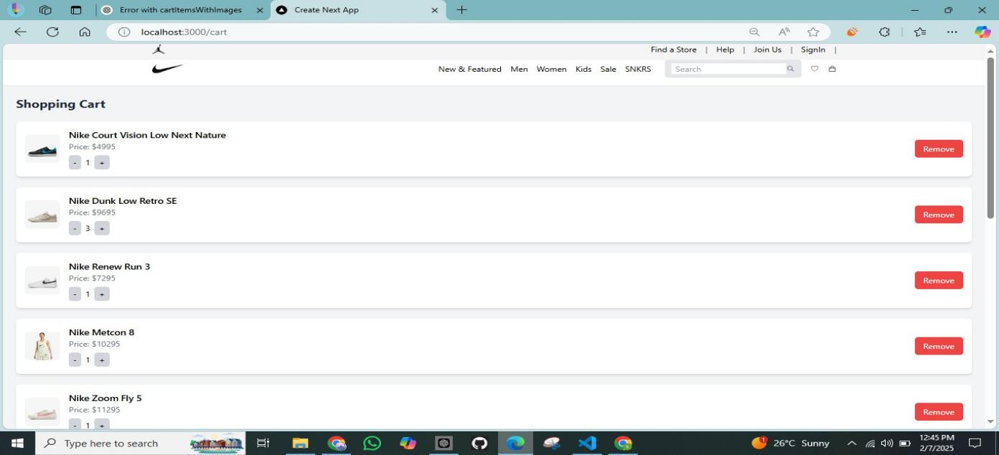 Error with cartItemsWithImages
Create Next App
localhost:3000/cart
Find a Store | Help | Join Us | SignIn |
New & Featured Men Women Kids Sale SNKRS Search
Shopping Cart
Nike Court Vision Low Next Nature
Price: $4995
- 1 +
Remove
Nike Dunk Low Retro SE
Price: $9695
- 3 +
Remove
Nike Renew Run 3
Price: $7295
- 1 +
Remove
Nike Metcon 8
Price: $10295
- 1 +
Remove
Nike Zoom Fly 5
Price: $11295
- 1 +
Remove
Type here to search
1
26°C Sunny
12:45 PM
2/7/2025